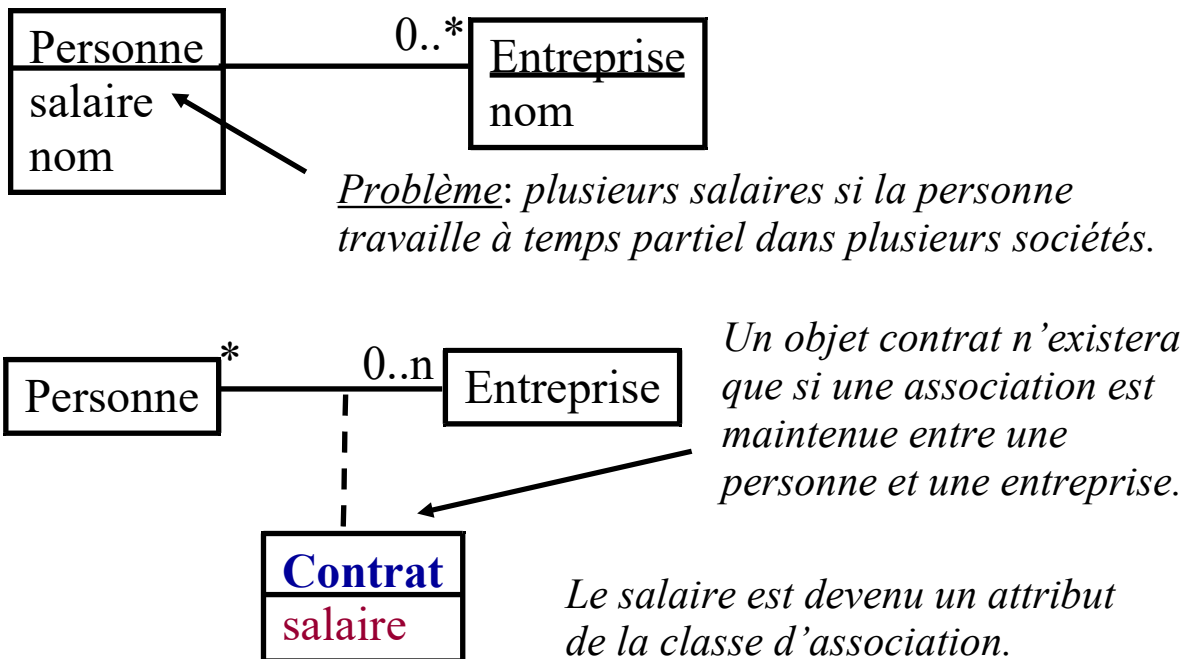 Personne
salaire
nom
0..*
Entreprise
nom
Problème: plusieurs salaires si la personne
travaille à temps partiel dans plusieurs sociétés.
Personne
*
0..n
Entreprise
Un objet contrat n’existera
que si une association est
maintenue entre une
personne et une entreprise.
Contrat
salaire
Le salaire est devenu un attribut
de la classe d’association.